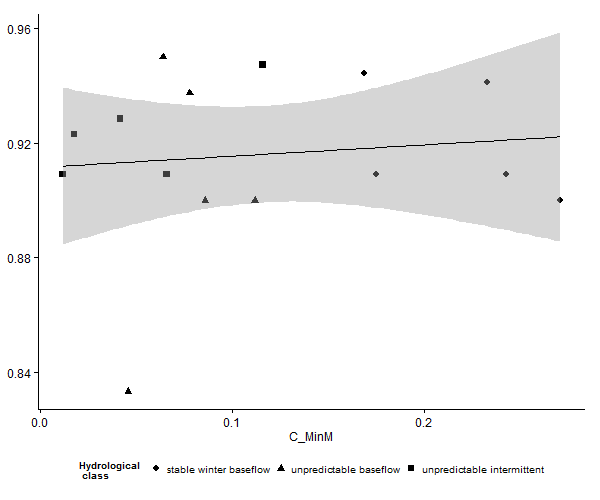 0.96
0.92
0.88
0.84
0.0 0.1 0.2
C_MinM
Hydrological
class
stable winter baseflow unpredictable baseflow unpredictable intermittent